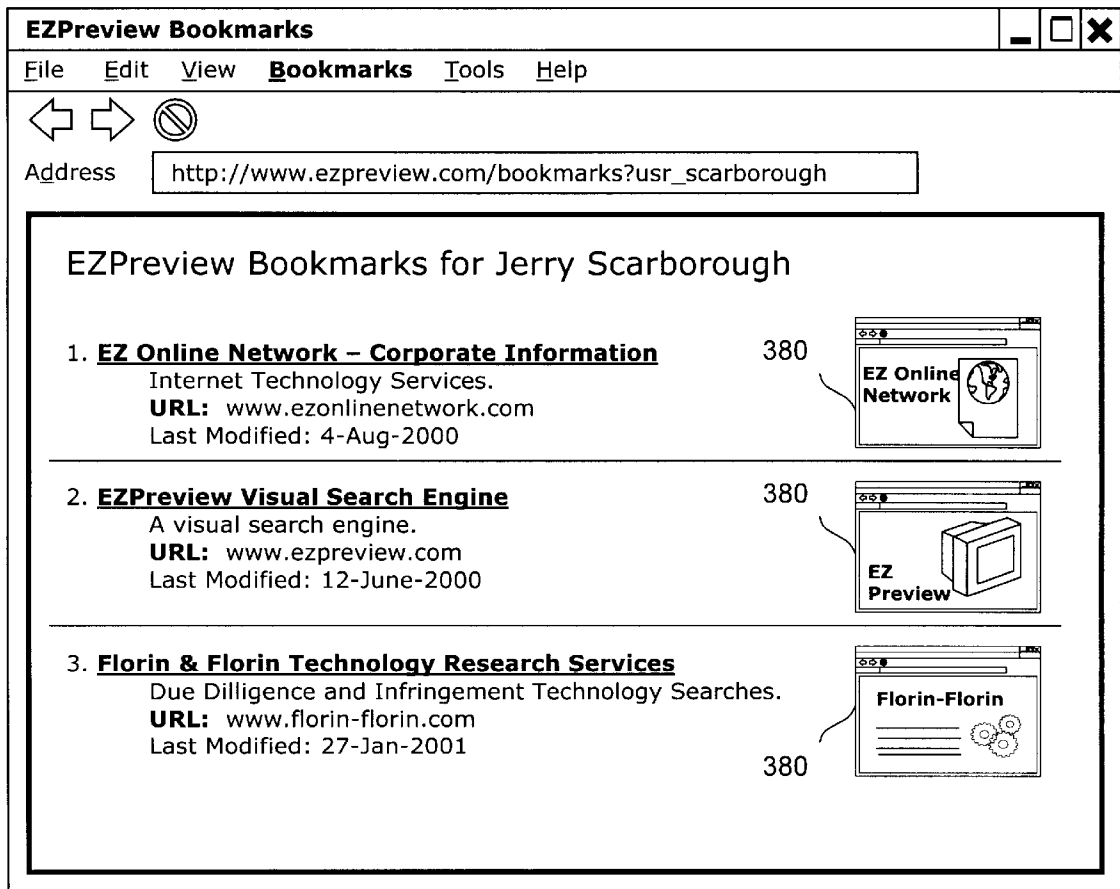 EZPreview Bookmarks
File Edit View Bookmarks Tools Help
Address http://www.ezpreview.com/bookmarks?usr_scarborough
EZPreview Bookmarks for Jerry Scarborough
1. EZ Online Network – Corporate Information
Internet Technology Services.
URL: www.ezonlinenetwork.com
Last Modified: 4-Aug-2000
380
EZ Online
Network
2. EZPreview Visual Search Engine
A visual search engine.
URL: www.ezpreview.com
Last Modified: 12-June-2000
380
EZ
Preview
3. Florin & Florin Technology Research Services
Due Dilligence and Infringement Technology Searches.
URL: www.florin-florin.com
Last Modified: 27-Jan-2001
380
Florin-Florin